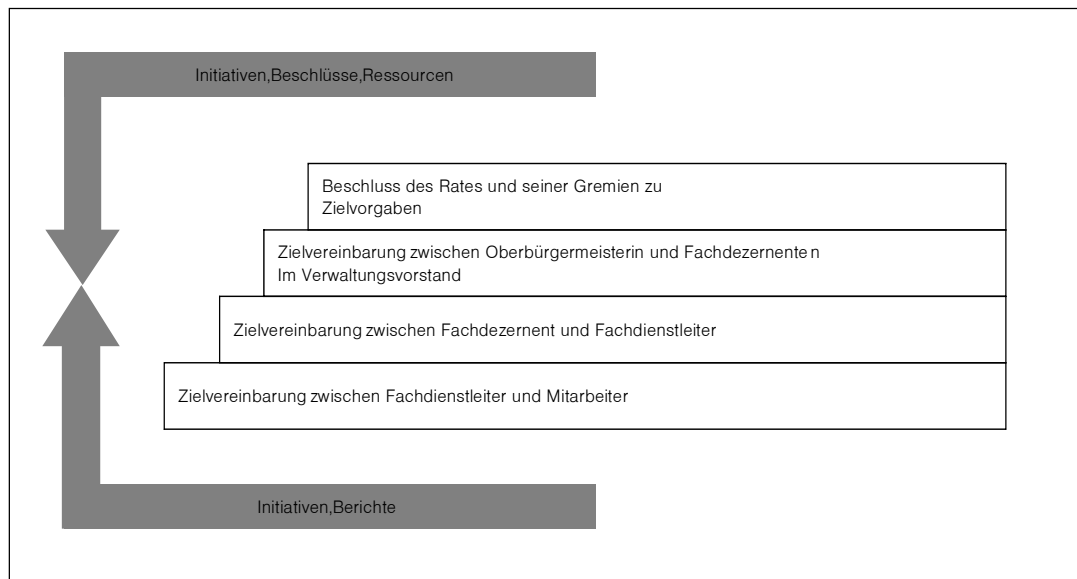 Initiativen,Beschlüsse,Ressourcen
Beschluss des Rates und seiner Gremien zu
Zielvorgaben
Zielvereinbarung zwischen Oberbürgermeisterin und Fachdezernenten
Im Verwaltungsvorstand
Zielvereinbarung zwischen Fachdezernent und Fachdienstleiter
Zielvereinbarung zwischen Fachdienstleiter und Mitarbeiter
Initiativen,Berichte